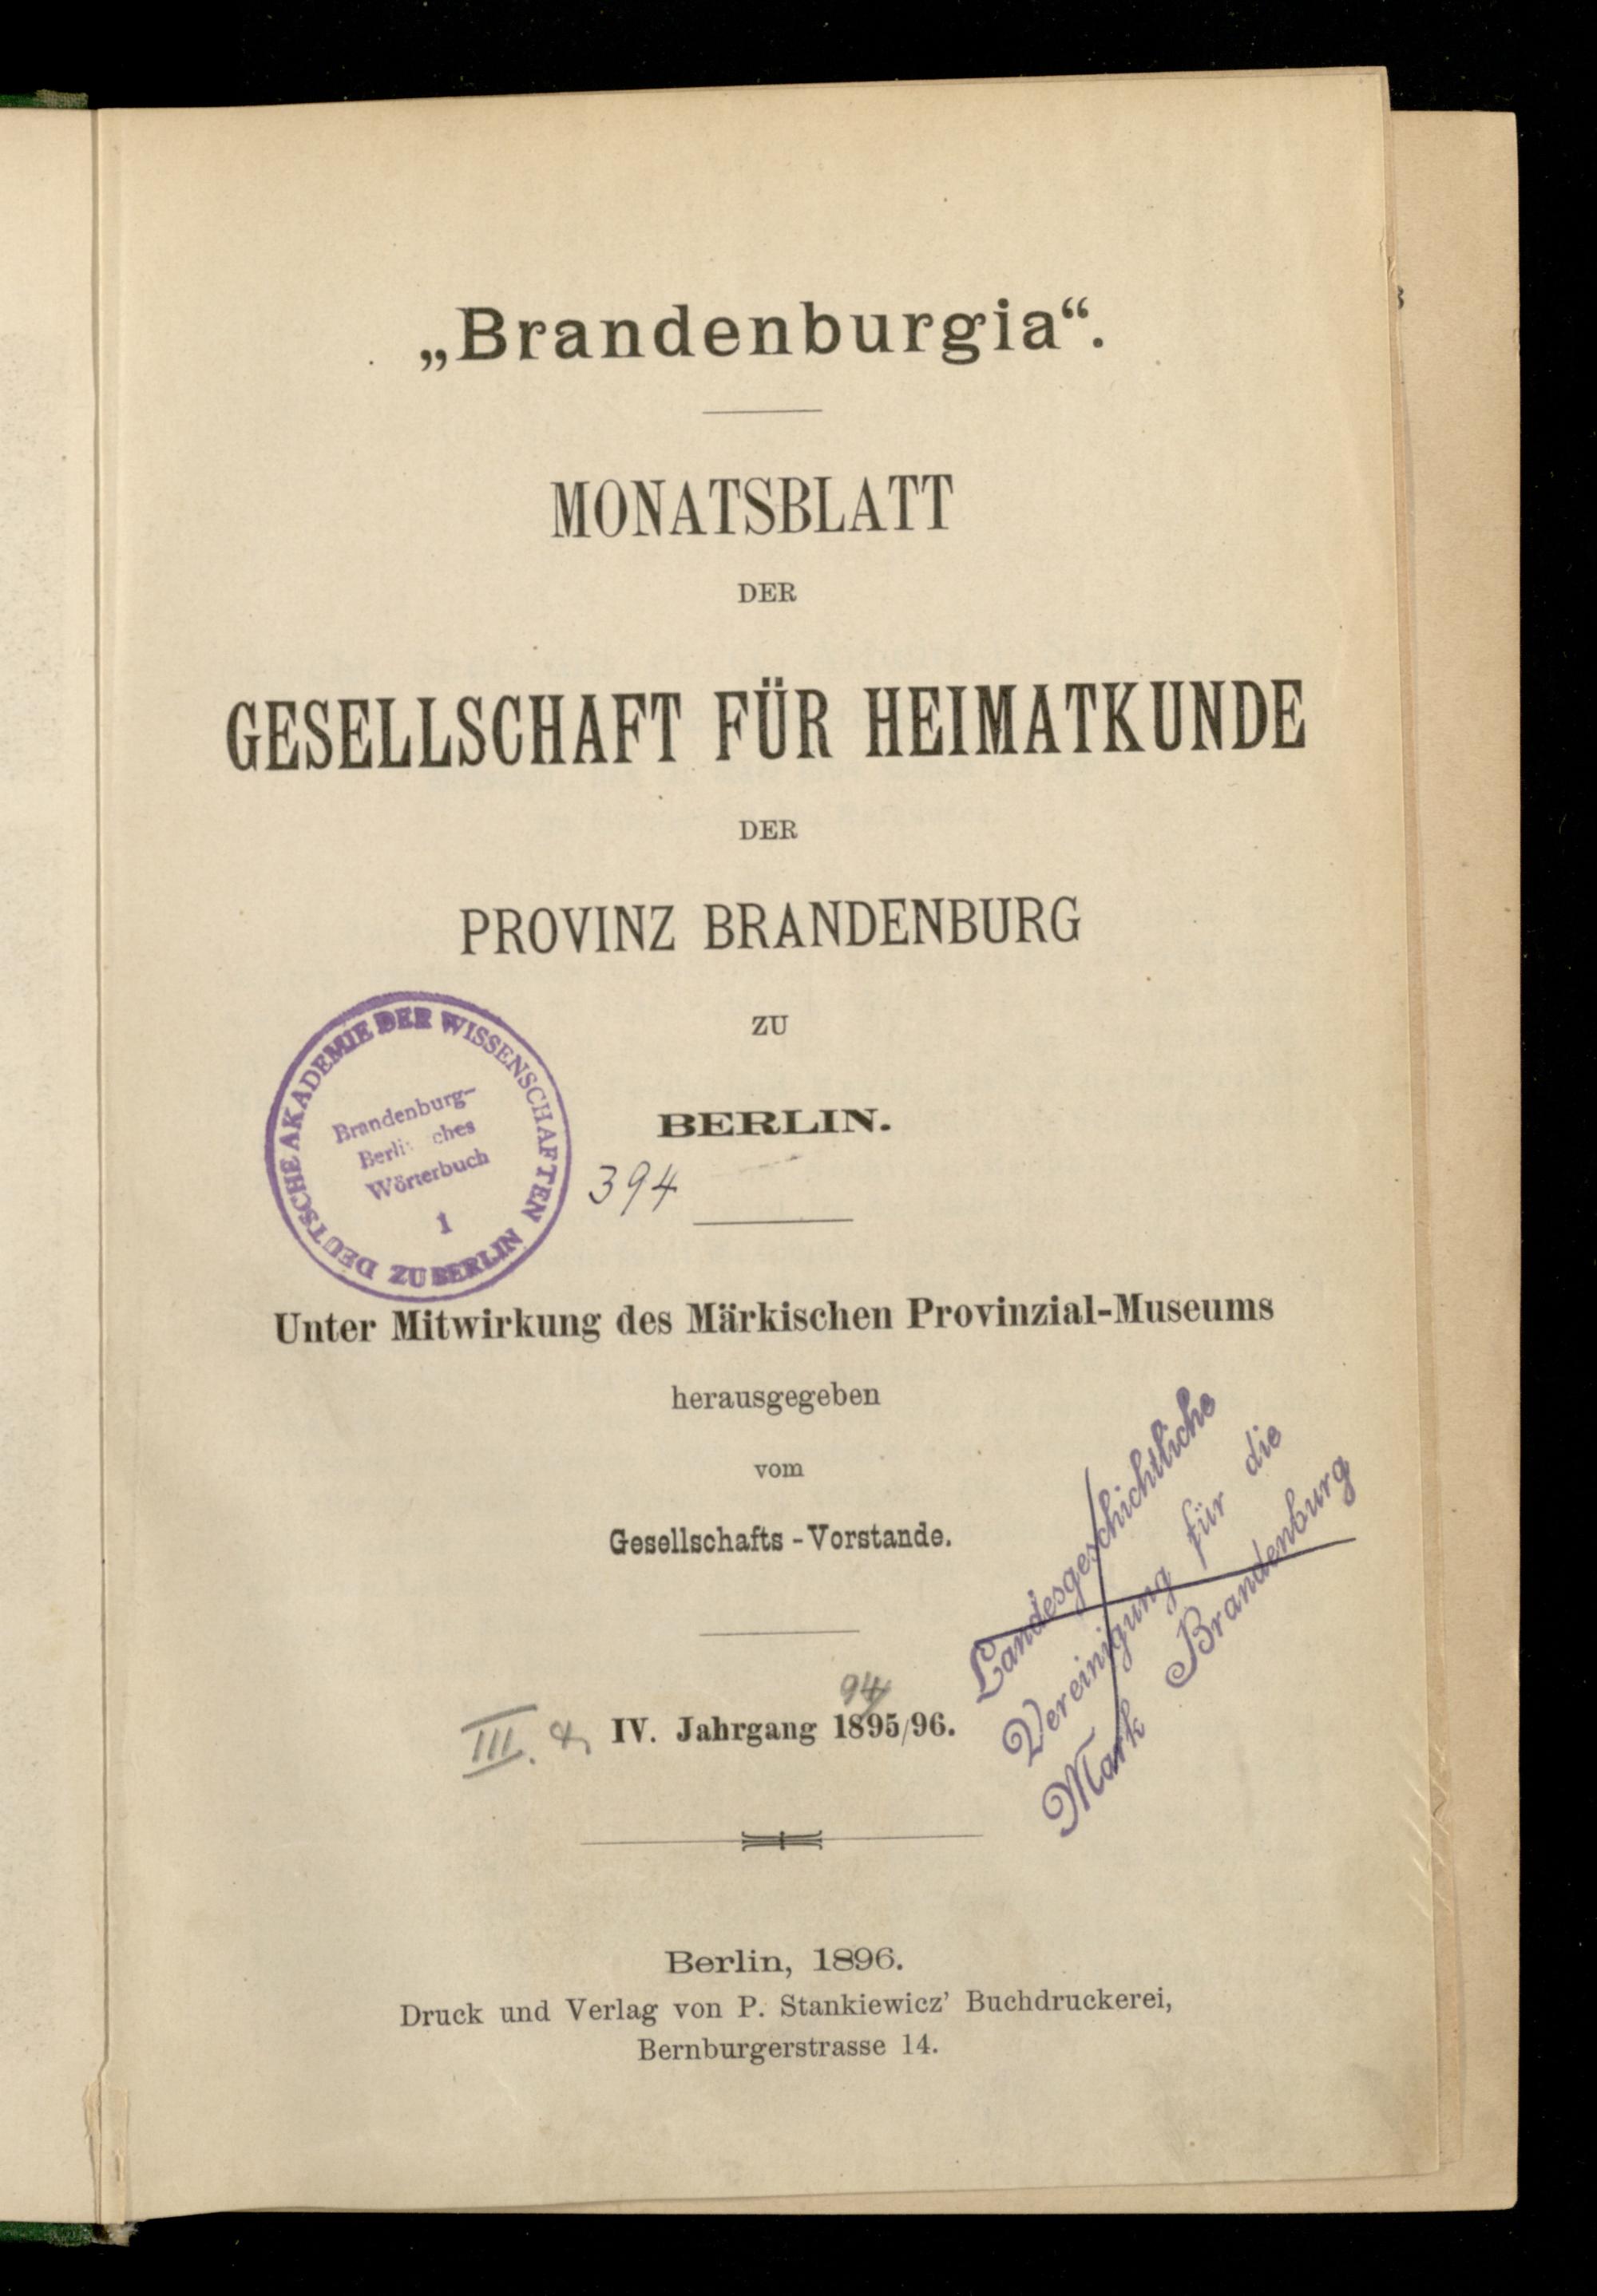 „Brandenburgia“.
MONATSBLATT
DER
GESELLSCHAFT FÜR HEIMATKUNDE
DER
PROVINZ BRANDENBURG
ZU
BERLIN.
DEUTSCHE AKADEMIE DER WISSENSCHAFTEN ZU BERLIN
Brandenburg-
Berli ches
Wörterbuch
1
394
Unter Mitwirkung des Märkischen Provinzial-Museums
herausgegeben
vom
Gesellschafts-Vorstande.
Landesgeschichtliche
Vereinigung für die
Mark Brandenburg
94/
III. & IV. Jahrgang 1895/96.
Berlin, 1896.
Druck und Verlag von P. Stankiewicz’ Buchdruckerei,
Bernburgerstrasse 14.